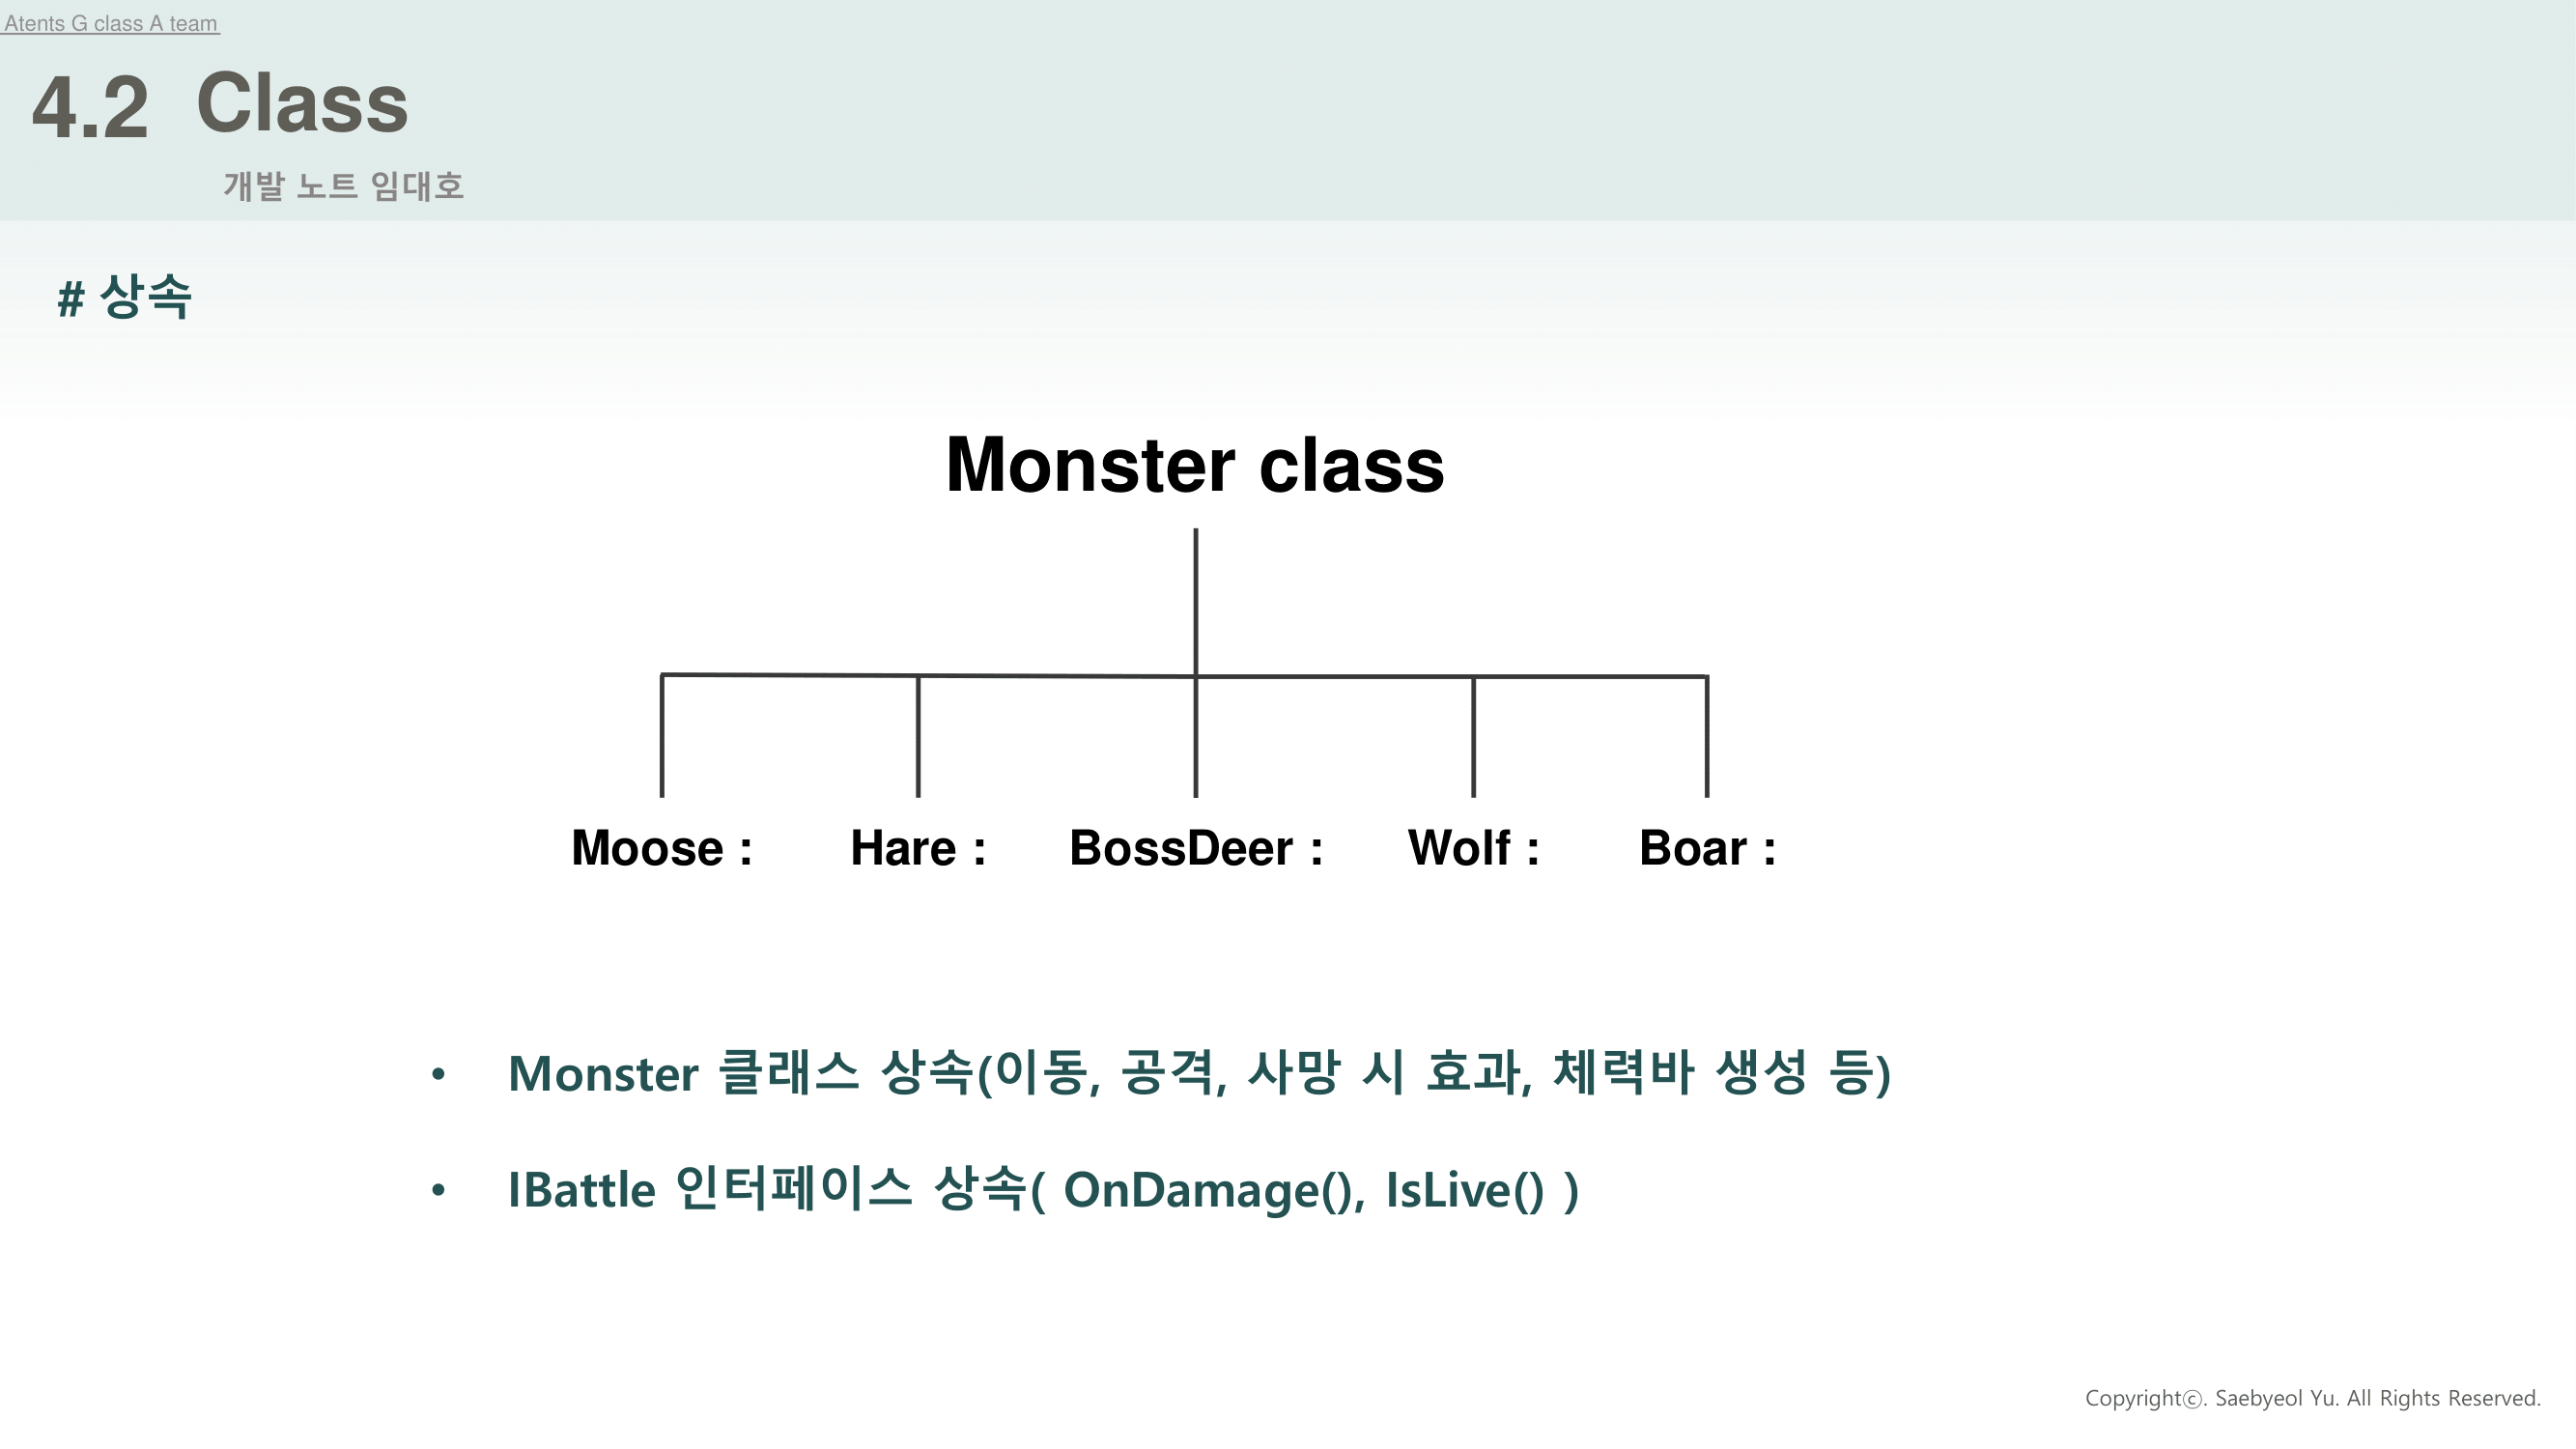 Atents G class A team
4.2 Class
개발 노트 임대호
# 상속
Monster class
Moose : Hare : BossDeer : Wolf : Boar :
• Monster 클래스 상속(이동, 공격, 사망 시 효과, 체력바 생성 등)
• IBattle 인터페이스 상속( OnDamage(), IsLive() )
Copyrightⓒ. Saebyeol Yu. All Rights Reserved.